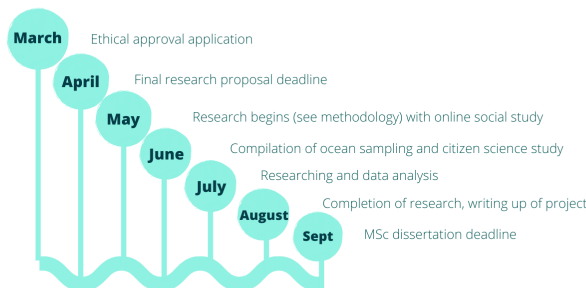 March
Ethical approval application
April
Final research proposal deadline
May
Research begins (see methodology) with online social study
June
Compilation of ocean sampling and citizen science study
July
Researching and data analysis
August
Completion of research, writing up of project
Sept
MSc dissertation deadline